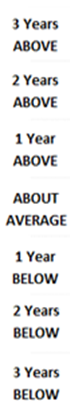 3 Years
ABOVE
2 Years
ABOVE
1 Year
ABOVE
ABOUT
AVERAGE
1 Year
BELOW
2 Years
BELOW
3 Years
BELOW